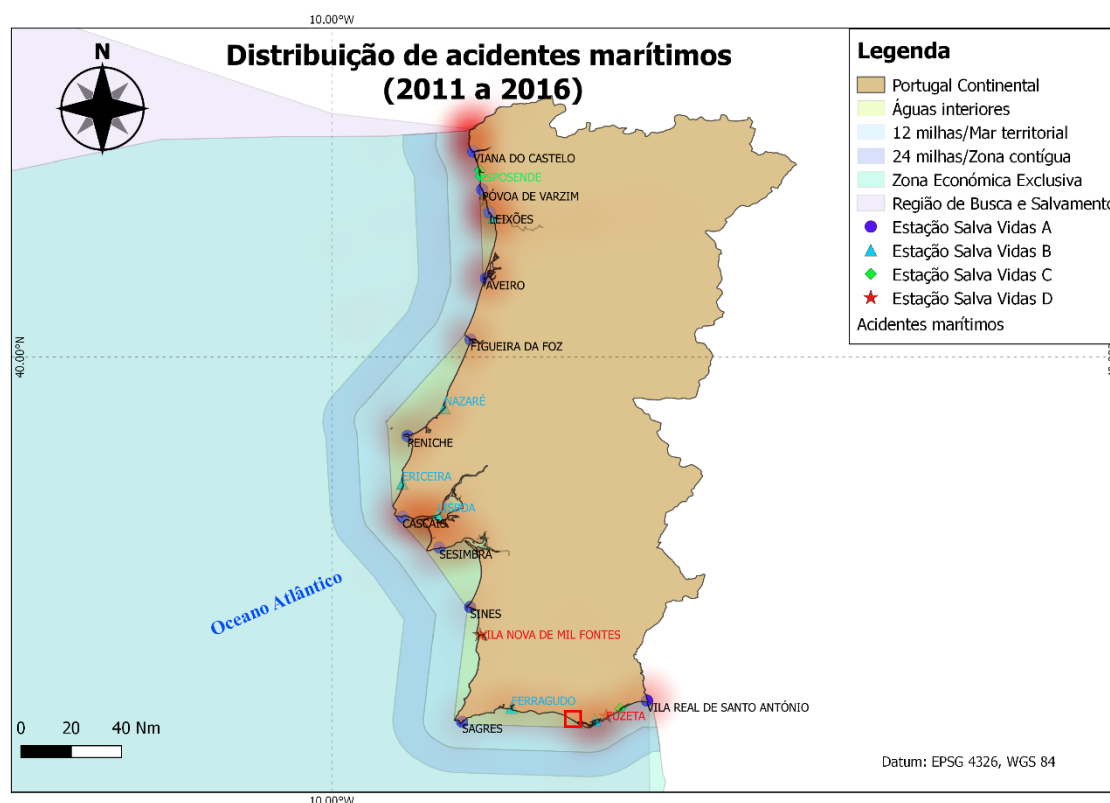 10.00°W
Distribuição de acidentes marítimos
(2011 a 2016)
N
Legenda
Portugal Continental
Águas interiores
12 milhas/Mar territorial
24 milhas/Zona contígua
Zona Económica Exclusiva
Região de Busca e Salvamento
Estação Salva Vidas A
Estação Salva Vidas B
Estação Salva Vidas C
Estação Salva Vidas D
Acidentes marítimos
VIANA DO CASTELO
ESPOSENDE
PÓVOA DE VARZIM
LEIXÕES
AVEIRO
FIGUEIRA DA FOZ
40.00°N
NAZARÉ
PENICHE
ERICEIRA
LISBOA
CASCAIS
SESIMBRA
Oceano Atlântico
SINES
VILA NOVA DE MIL FONTES
FERRAGUDO
FUZETA
VILA REAL DE SANTO ANTÓNIO
SAGRES
0 20 40 Nm
Datum: EPSG 4326, WGS 84
10.00°W